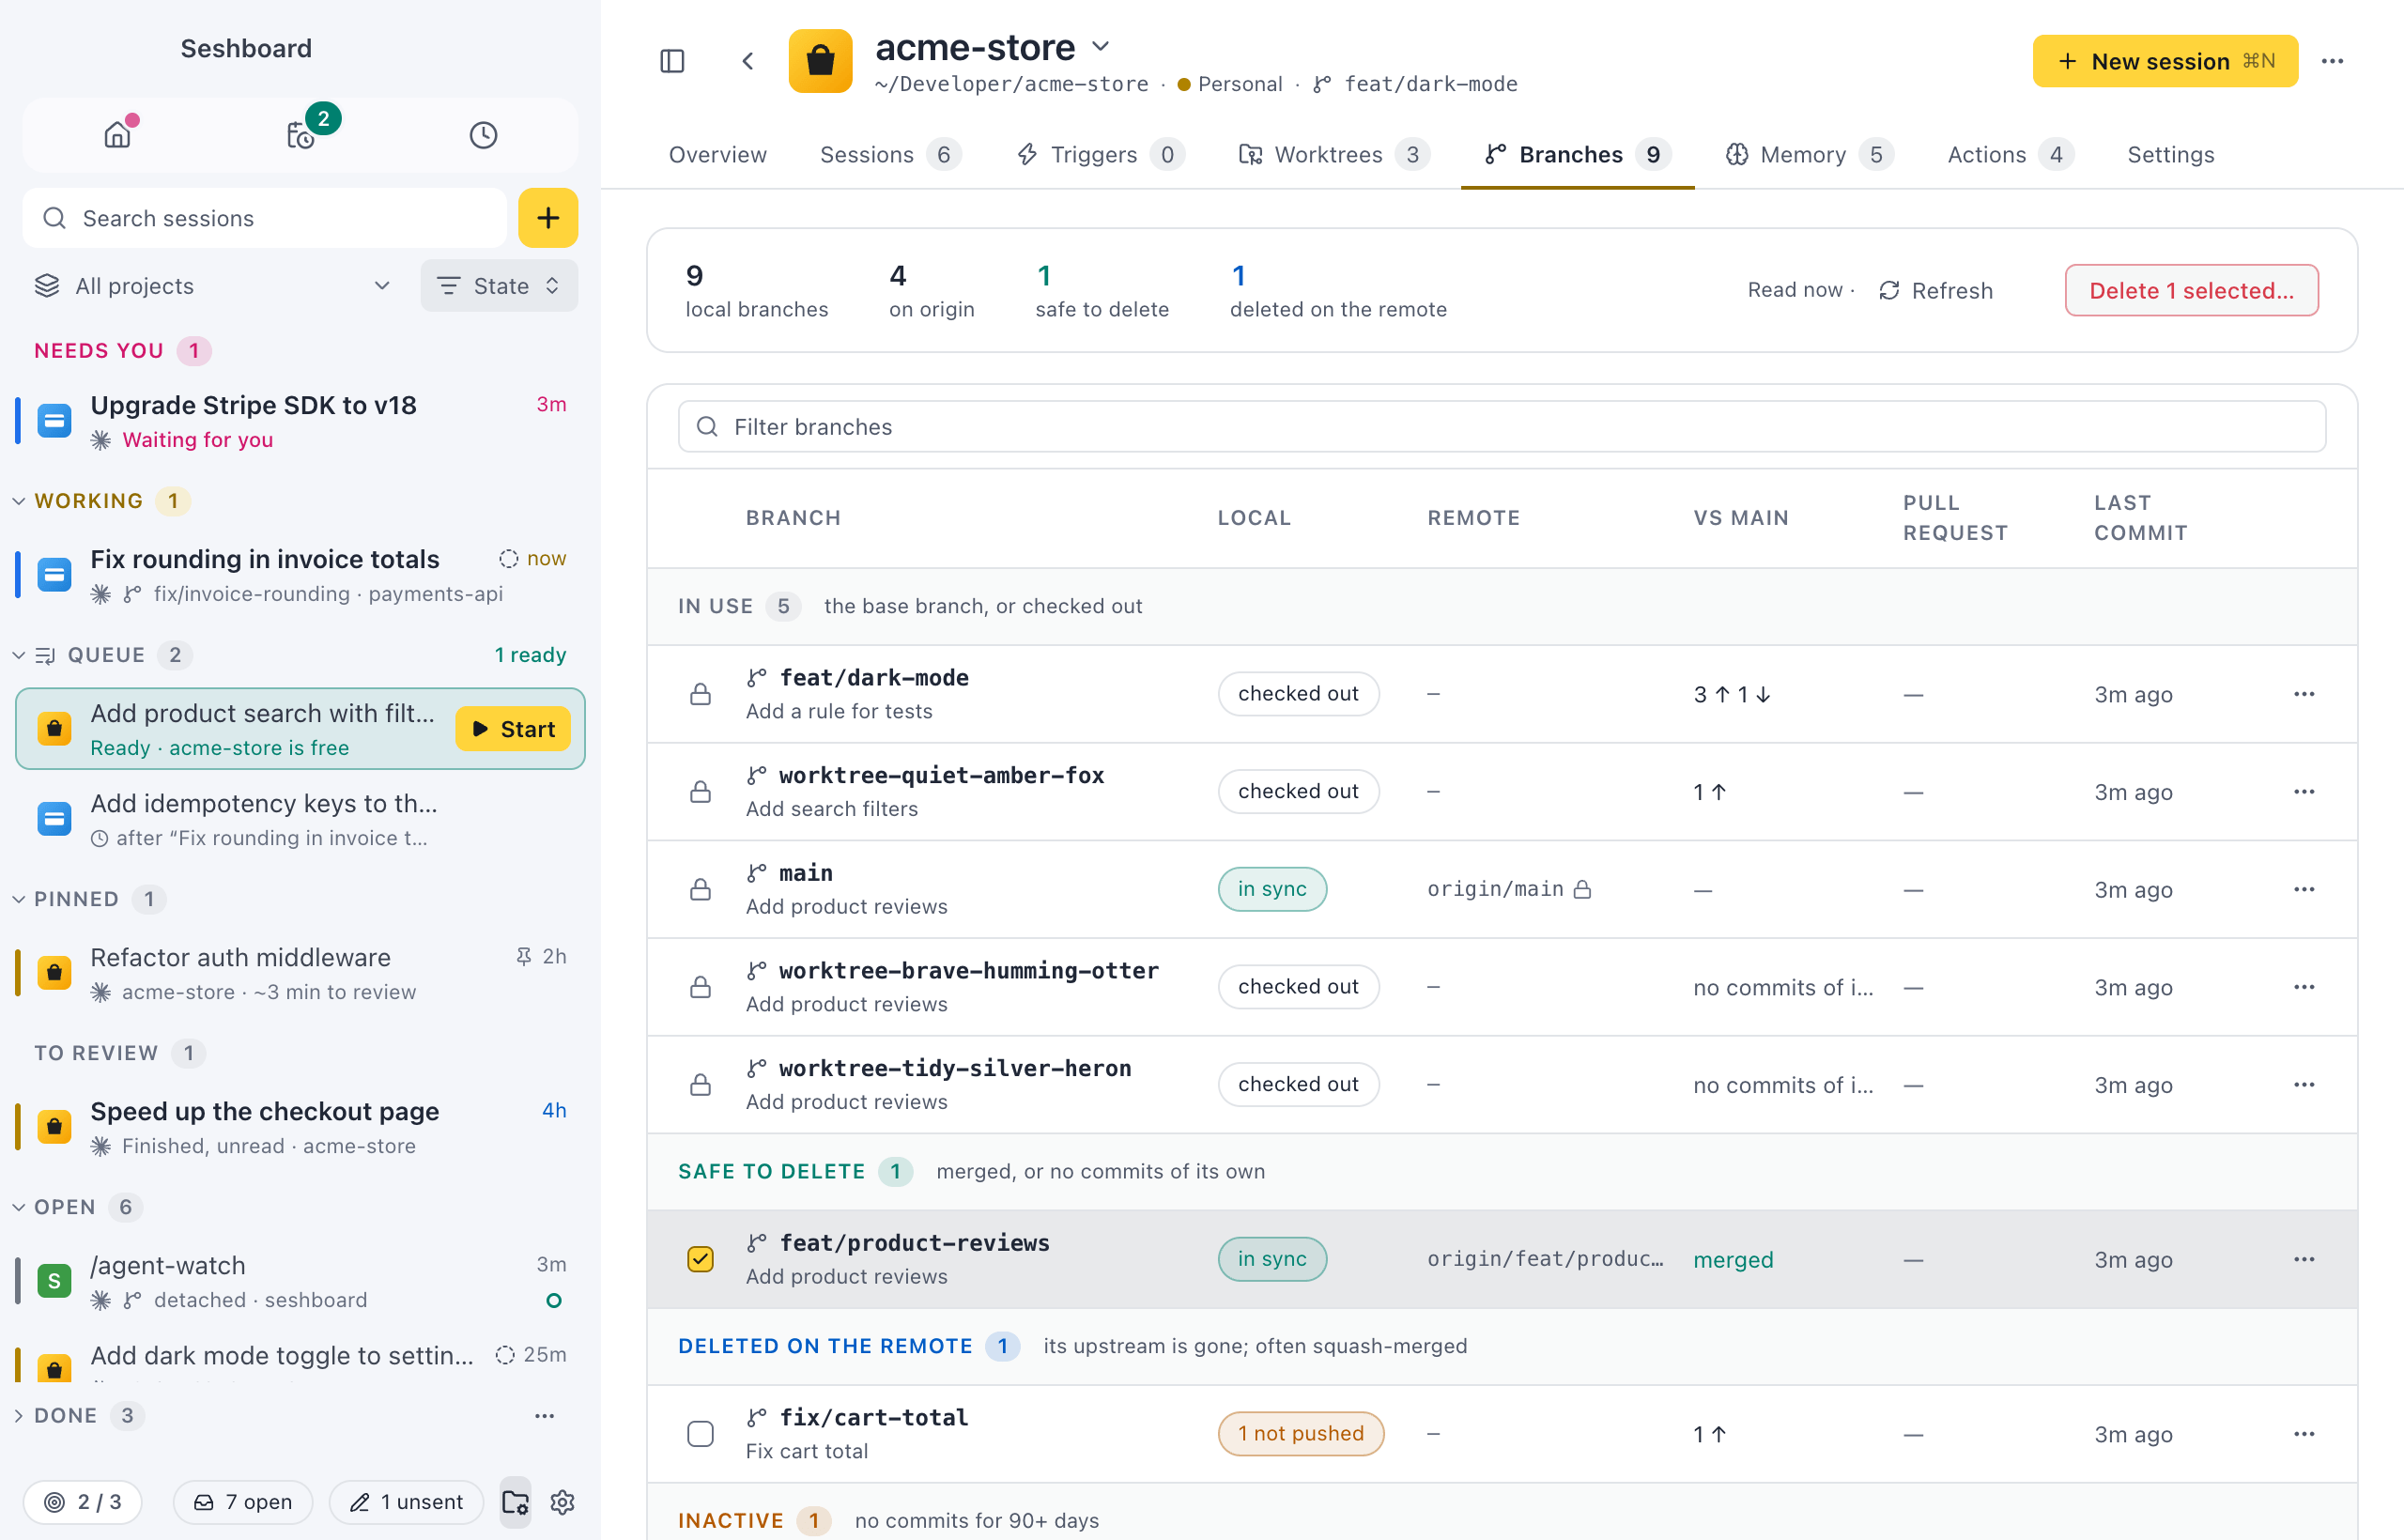 Seshboard
2
Search sessions
All projects
State
NEEDS YOU 1
Upgrade Stripe SDK to v18 3m
Waiting for you
WORKING 1
Fix rounding in invoice totals now
fix/invoice-rounding · payments-api
QUEUE 2 1 ready
Add product search with filt...
Ready · acme-store is free
Start
Add idempotency keys to th...
after “Fix rounding in invoice t...
PINNED 1
Refactor auth middleware 2h
acme-store · ~3 min to review
TO REVIEW 1
Speed up the checkout page 4h
Finished, unread · acme-store
OPEN 6
S
/agent-watch 3m
detached · seshboard
Add dark mode toggle to settin... 25m
DONE 3
2 / 3
7 open
1 unsent
acme-store
~/Developer/acme-store · Personal · feat/dark-mode
New session ⌘N
Overview
Sessions 6
Triggers 0
Worktrees 3
Branches 9
Memory 5
Actions 4
Settings
9
local branches
4
on origin
1
safe to delete
1
deleted on the remote
Read now ·
Refresh
Delete 1 selected...
Filter branches
BRANCH LOCAL REMOTE VS MAIN PULL REQUEST LAST COMMIT
IN USE 5 the base branch, or checked out
feat/dark-mode checked out – 3 ↑ 1 ↓ — 3m ago
Add a rule for tests
worktree-quiet-amber-fox checked out – 1 ↑ — 3m ago
Add search filters
main in sync origin/main — — 3m ago
Add product reviews
worktree-brave-humming-otter checked out – no commits of i... — 3m ago
Add product reviews
worktree-tidy-silver-heron checked out – no commits of i... — 3m ago
Add product reviews
SAFE TO DELETE 1 merged, or no commits of its own
feat/product-reviews in sync origin/feat/produc... merged — 3m ago
Add product reviews
DELETED ON THE REMOTE 1 its upstream is gone; often squash-merged
fix/cart-total 1 not pushed – 1 ↑ — 3m ago
Fix cart total
INACTIVE 1 no commits for 90+ days